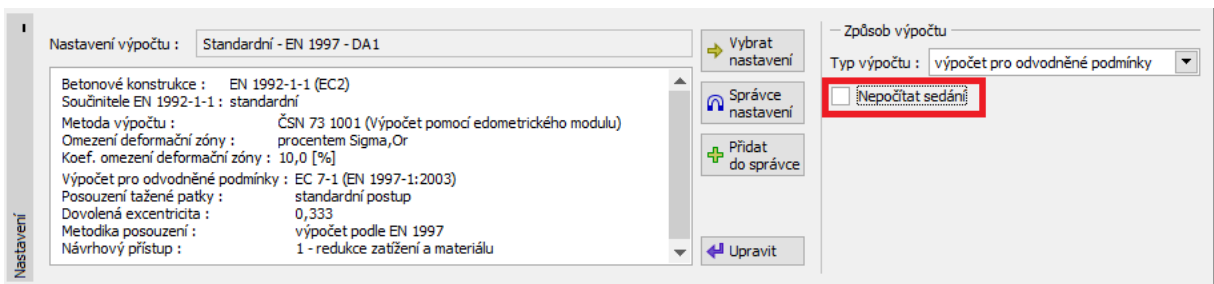 Nastavení výpočtu : Standardní - EN 1997 - DA1
Betonové konstrukce : EN 1992-1-1 (EC2)
Součinitele EN 1992-1-1 : standardní
Metoda výpočtu : ČSN 73 1001 (Výpočet pomocí edometrického modulu)
Omezení deformační zóny : procentem Sigma,Or
Koef. omezení deformační zóny : 10,0 [%]
Výpočet pro odvodněné podmínky : EC 7-1 (EN 1997-1:2003)
Posouzení tažené patky : standardní postup
Dovolená excentricita : 0,333
Metodika posouzení : výpočet podle EN 1997
Návrhový přístup : 1 - redukce zatížení a materiálu
Vybrat
nastavení
Správce
nastavení
Přidat
do správce
Upravit
Způsob výpočtu
Typ výpočtu : výpočet pro odvodněné podmínky
Nepočítat sedání
Nastavení